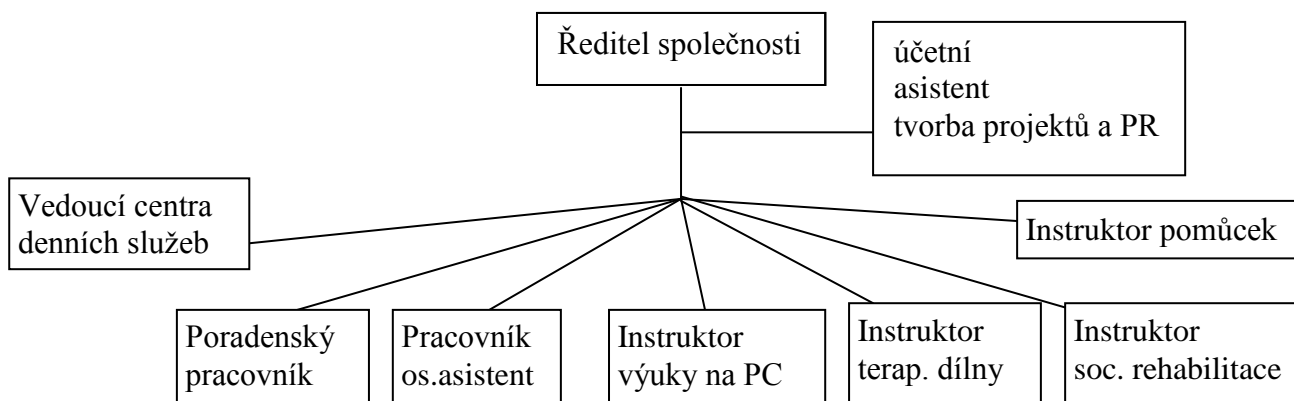 Ředitel společnosti
účetní
asistent
tvorba projektů a PR
Vedoucí centra
denních služeb
Instruktor pomůcek
Poradenský
pracovník
Pracovník
os.asistent
Instruktor
výuky na PC
Instruktor
terap. dílny
Instruktor
soc. rehabilitace